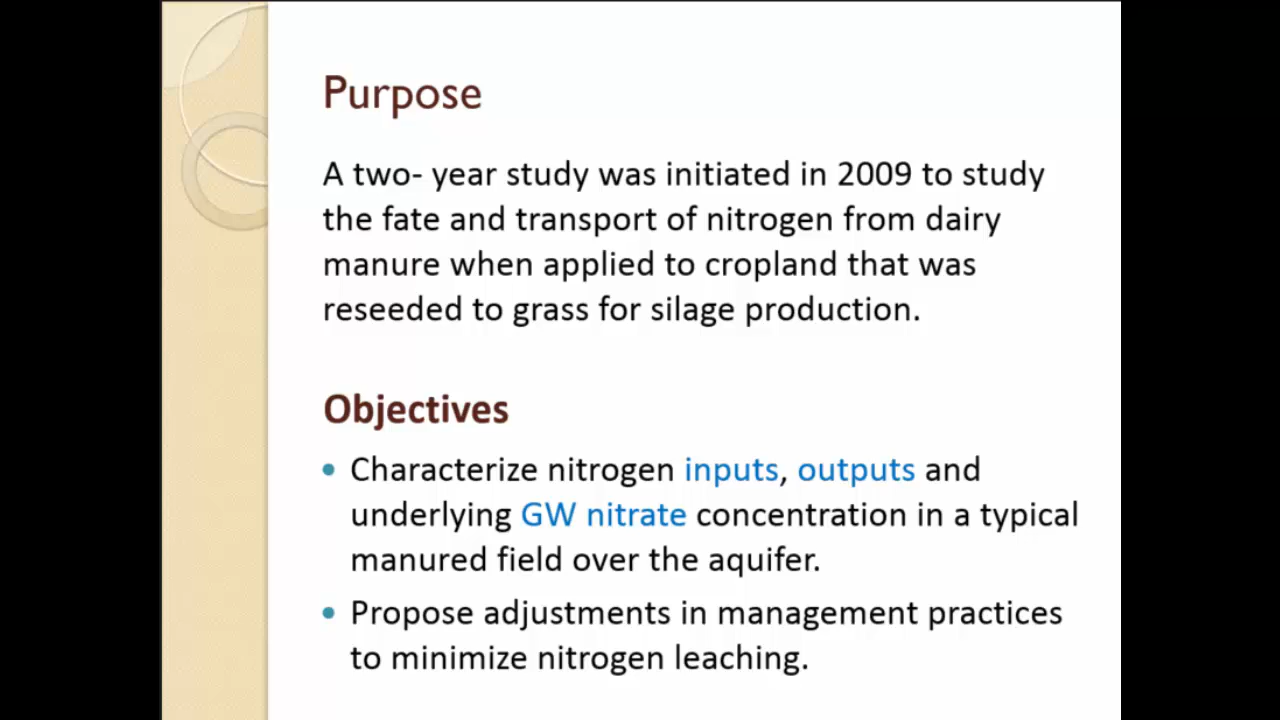 Purpose
A two- year study was initiated in 2009 to study
the fate and transport of nitrogen from dairy
manure when applied to cropland that was
reseeded to grass for silage production.
Objectives
• Characterize nitrogen inputs, outputs and
underlying GW nitrate concentration in a typical
manured field over the aquifer.
• Propose adjustments in management practices
to minimize nitrogen leaching.